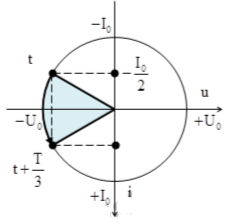 -I₀
t
-I₀/2
u
-U₀
+U₀
t+T/3
+I₀
i